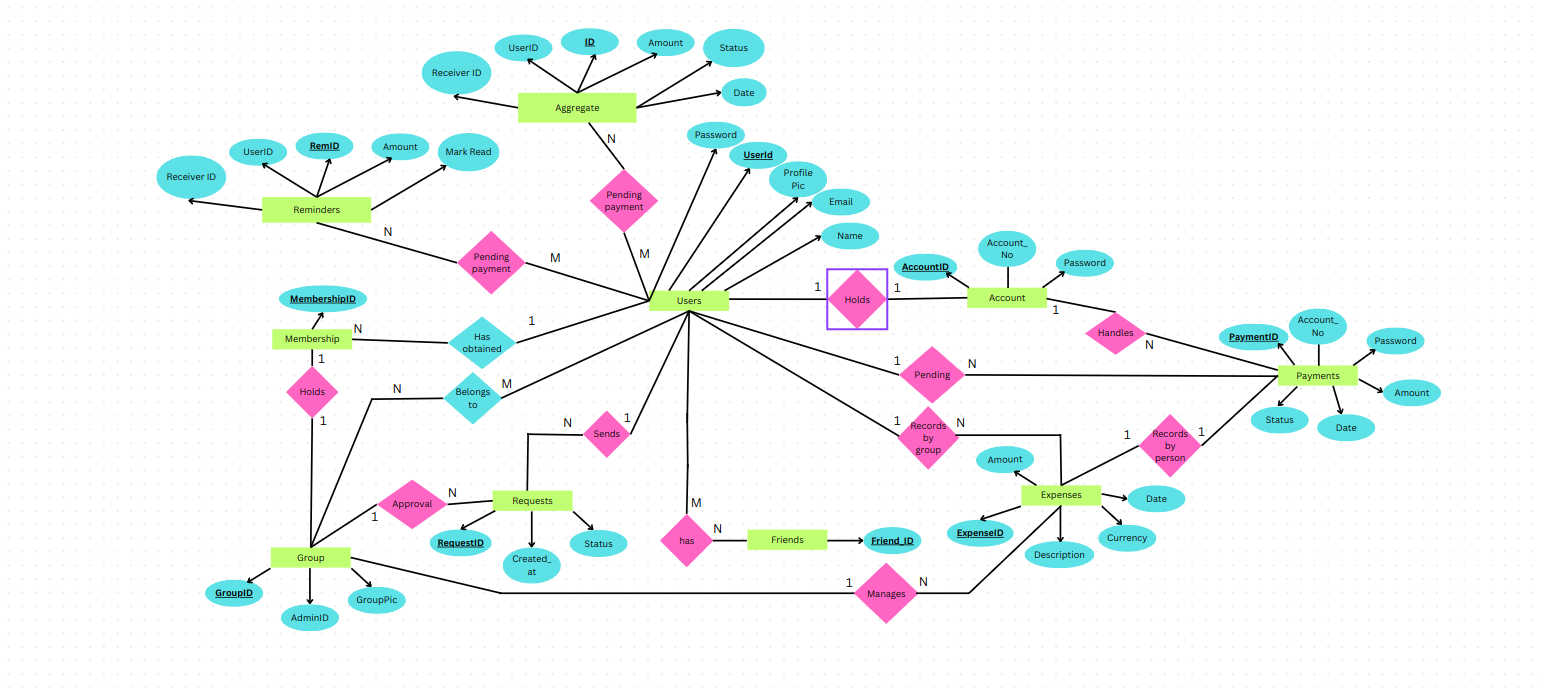 UserID
ID
Amount
Status
Receiver ID
Date
Aggregate
N
Password
UserId
Profile
Pic
Email
Name
UserID
RemID
Amount
Mark Read
Receiver ID
Reminders
N
Pending
payment
M
Pending
payment
M
MembershipID
Membership
N
Has
obtained
1
Users
1
Holds
1
AccountID
Account_
No
Password
Account
1
Handles
N
PaymentID
Account_
No
Password
Payments
Amount
Status
Date
1
Holds
1
N
Belongs
to
M
1
Pending
N
N
Sends
1
1
Records
by
group
N
1
Records
by
person
1
Approval
N
1
Requests
RequestID
Created_
at
Status
M
has
N
Friends
Friend_ID
Amount
Expenses
Date
ExpenseID
Description
Currency
Group
GroupID
AdminID
GroupPic
1
Manages
N